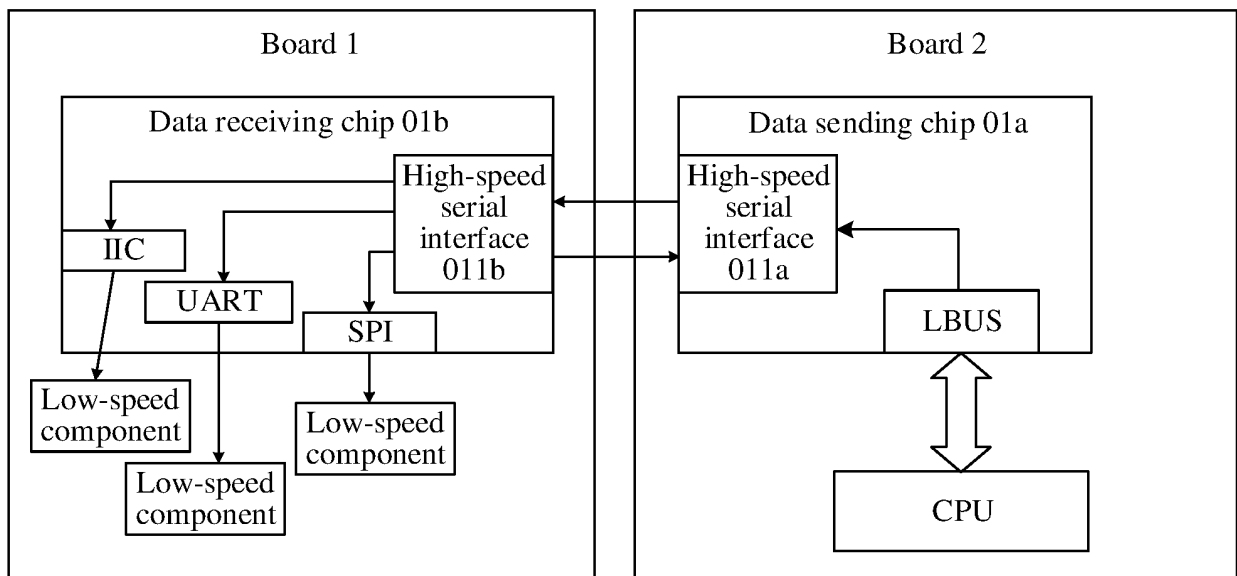 Board 1
Data receiving chip 01b
High-speed
serial
interface
011b
IIC
UART
SPI
Low-speed
component
Low-speed
component
Low-speed
component
Board 2
Data sending chip 01a
High-speed
serial
interface
011a
LBUS
CPU